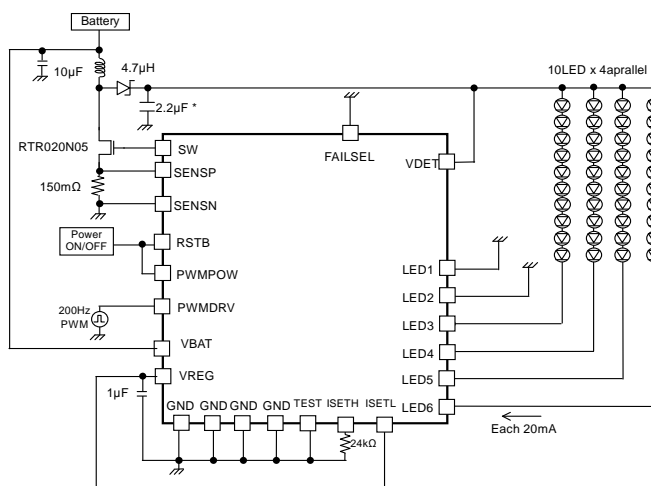 Battery
10μF
4.7μH
2.2μF *
10LED x 4aprallel
RTR020N05
150mΩ
SW
SENSP
SENSN
FAILSEL
VDET
Power
ON/OFF
RSTB
PWMPOW
200Hz
PWM
PWMDRV
VBAT
VREG
1μF
LED1
LED2
LED3
LED4
LED5
LED6
GND
GND
GND
GND
TEST
ISETH
ISETL
24kΩ
Each 20mA